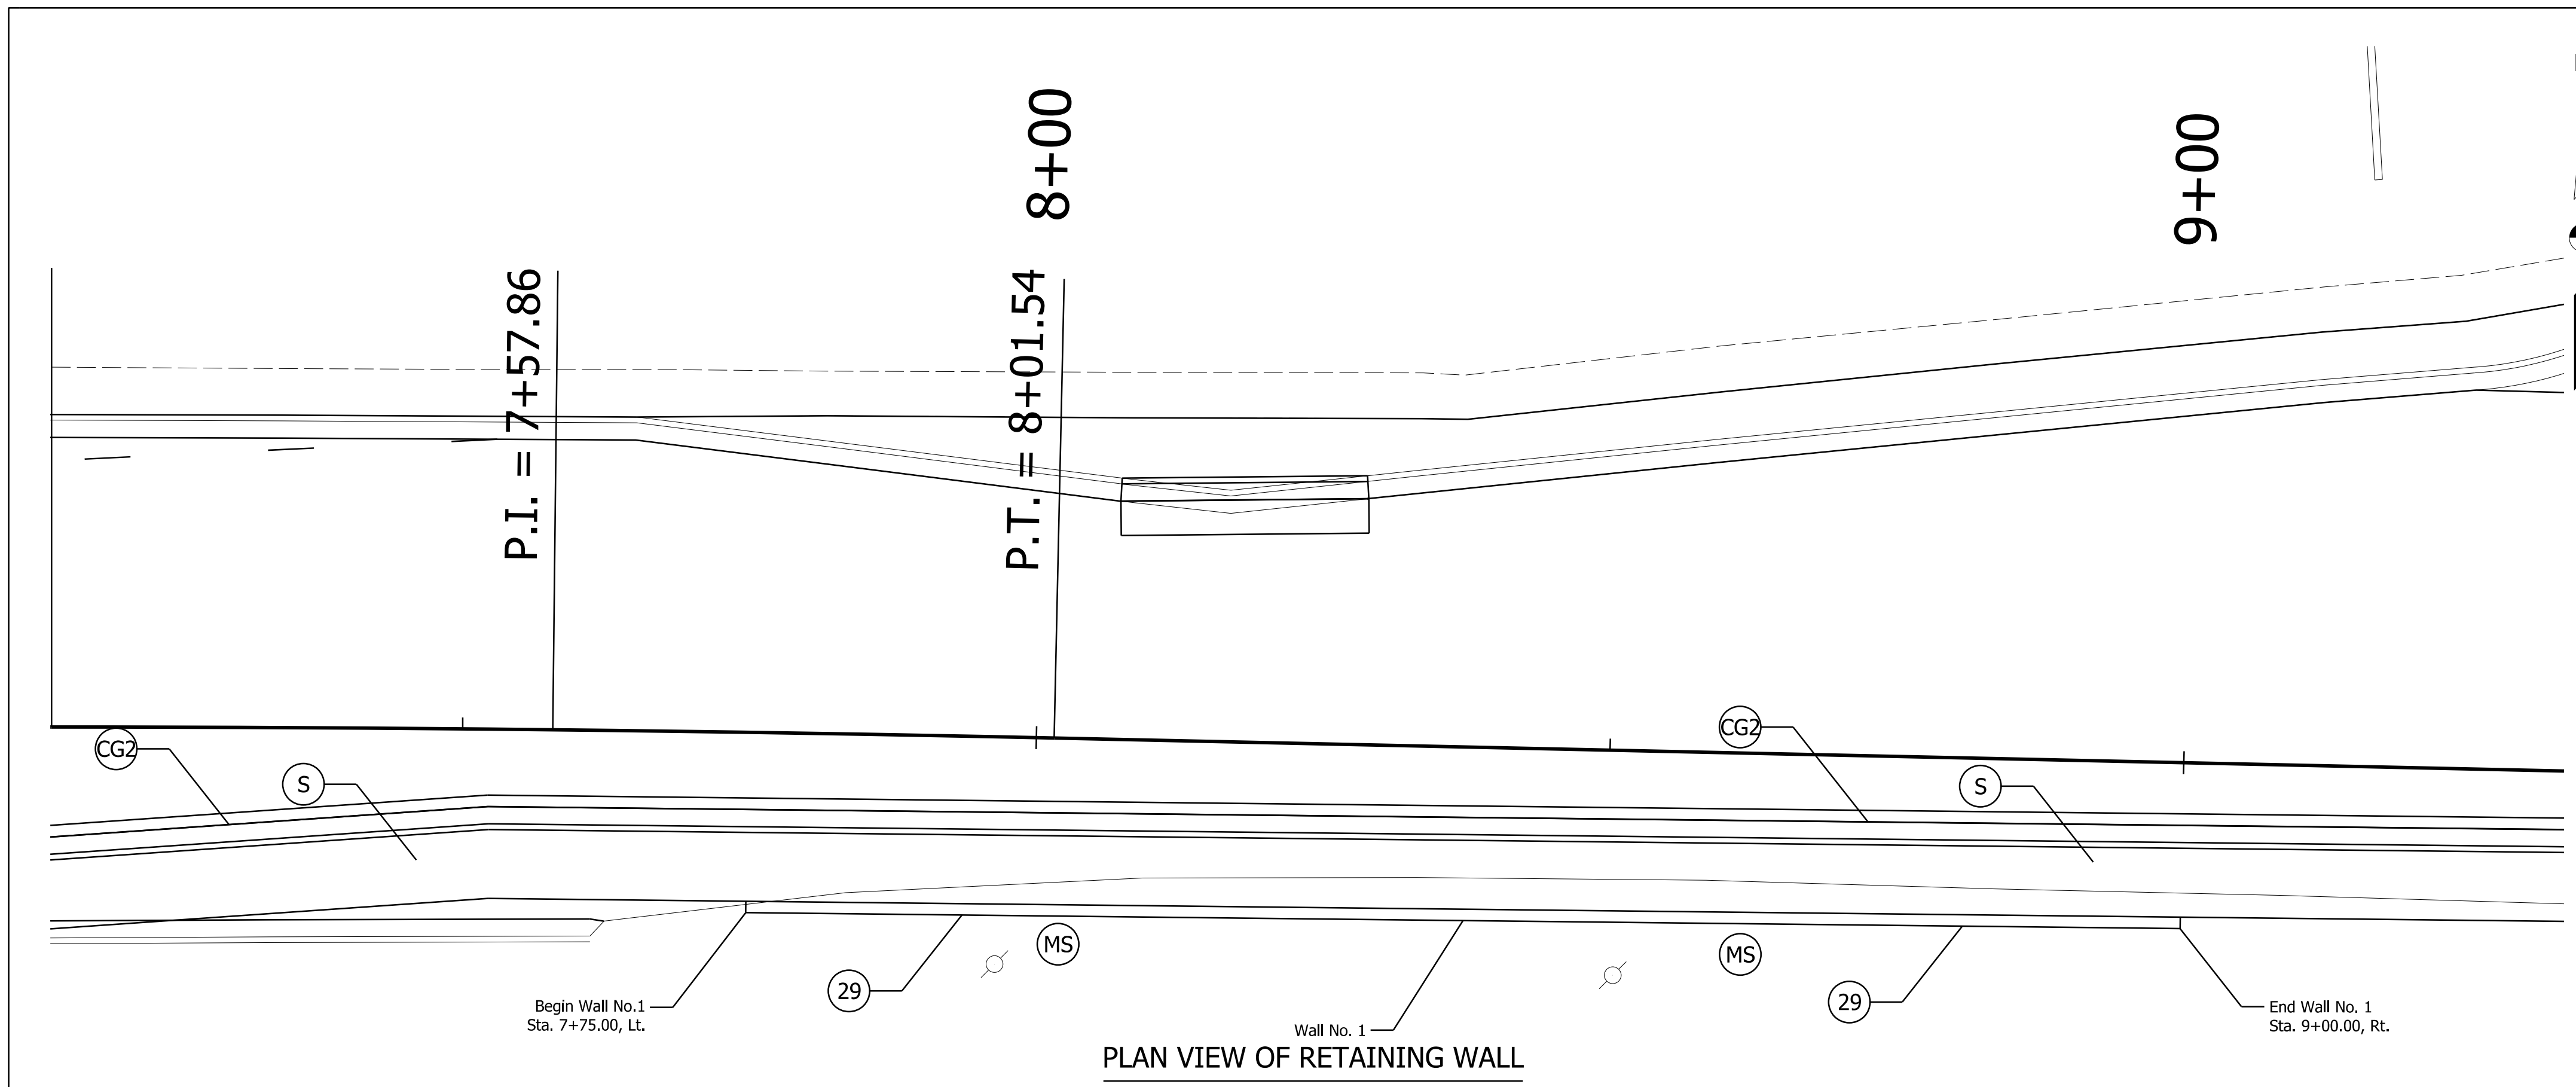 8+00
9+00
P.I. = 7+57.86
P.T. = 8+01.54
CG2
S
CG2
S
MS
MS
29
29
Begin Wall No.1
Sta. 7+75.00, Lt.
Wall No. 1
End Wall No. 1
Sta. 9+00.00, Rt.
PLAN VIEW OF RETAINING WALL